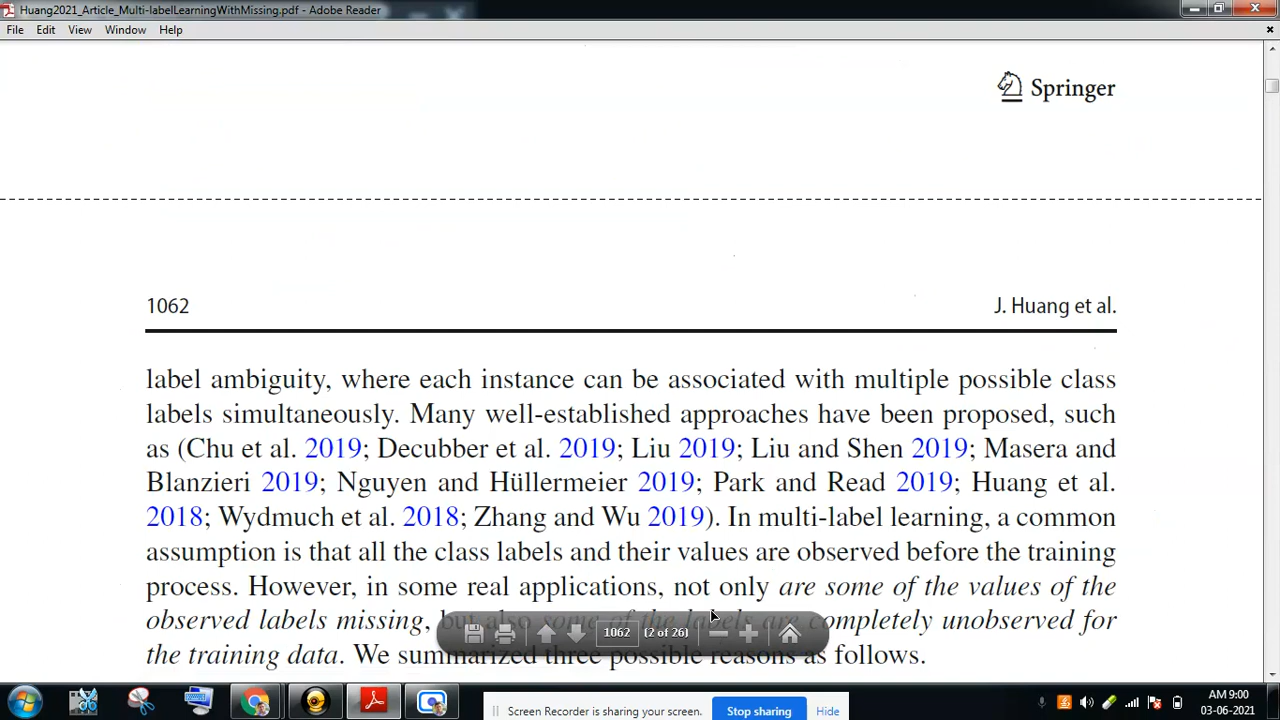 Huang2021_Article_Multi-labelLearningWithMissing.pdf - Adobe Reader
File Edit View Window Help
Springer
1062 J. Huang et al.
label ambiguity, where each instance can be associated with multiple possible class
labels simultaneously. Many well-established approaches have been proposed, such
as (Chu et al. 2019; Decubber et al. 2019; Liu 2019; Liu and Shen 2019; Masera and
Blanzieri 2019; Nguyen and Hüllermeier 2019; Park and Read 2019; Huang et al.
2018; Wydmuch et al. 2018; Zhang and Wu 2019). In multi-label learning, a common
assumption is that all the class labels and their values are observed before the training
process. However, in some real applications, not only are some of the values of the
observed labels missing, but also some of the labels are completely unobserved for
1062 (2 of 26)
the training data. We summarized three possible reasons as follows.
Screen Recorder is sharing your screen. Stop sharing Hide
AM 9:00
03-06-2021